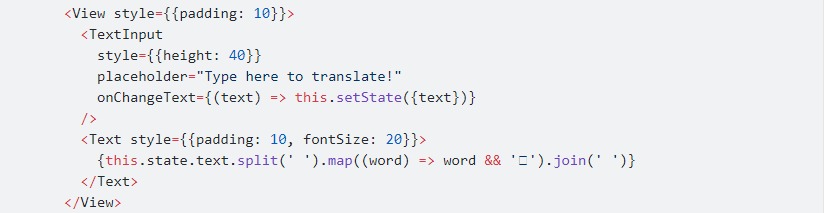 <View style={{padding: 10}}>
<TextInput
style={{height: 40}}
placeholder="Type here to translate!"
onChangeText={(text) => this.setState({text})}
/>
<Text style={{padding: 10, fontSize: 20}}>
{this.state.text.split(' ').map((word) => word && '▯').join(' ')}
</Text>
</View>